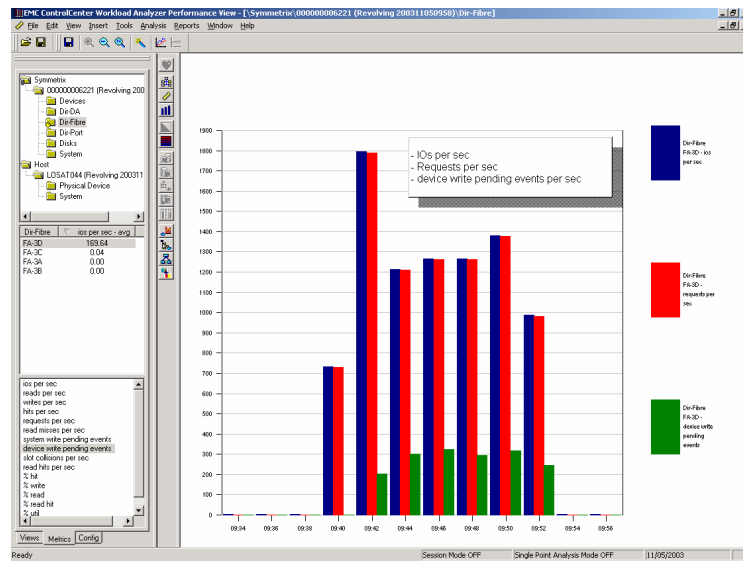 EMC ControlCenter Workload Analyzer Performance View - [\Symmetrix\000000006221 (Revolving 200311050958)\Dir-Fibre]
File Edit View Insert Tools Analysis Reports Window Help
Symmetrix
000000006221 (Revolving 200
Devices
Dir-DA
Dir-Fibre
Dir-Port
Disks
System
Host
LOSAT044 (Revolving 200311
Physical Device
System
Dir-Fibre ios per sec - avg
FA-3D 169.64
FA-3C 0.04
FA-3A 0.00
FA-3B 0.00
ios per sec
reads per sec
writes per sec
hits per sec
requests per sec
read misses per sec
system write pending events
device write pending events
slot collisions per sec
read hits per sec
% hit
% write
% read
% read hit
% util
Views Metrics Config
1900
1800
1700
1600
1500
1400
1300
1200
1100
1000
900
800
700
600
500
400
300
200
100
0
- IOs per sec
- Requests per sec
- device write pending events per sec
09:34 09:36 09:38 09:40 09:42 09:44 09:46 09:48 09:50 09:52 09:54 09:56
Dir-Fibre
FA-3D - ios
per sec
Dir-Fibre
FA-3D -
requests per
sec
Dir-Fibre
FA-3D -
device write
pending
events
Ready Session Mode OFF Single Point Analysis Mode OFF 11/05/2003